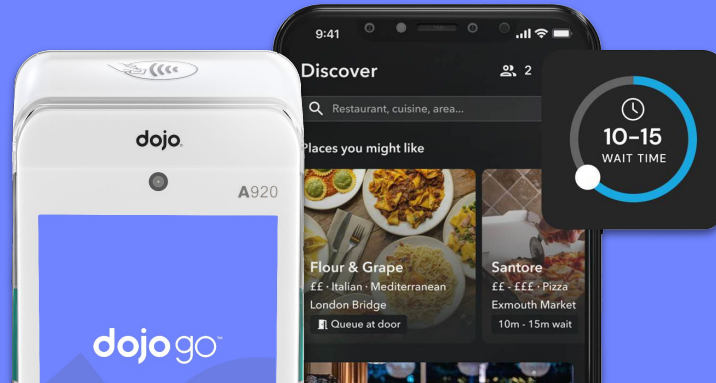 dojo
A920
dojo go™
9:41
Discover
2
Restaurant, cuisine, area...
Places you might like
Flour & Grape
££ · Italian · Mediterranean
London Bridge
Queue at door
Santore
££ - £££ · Pizza
Exmouth Market
10m - 15m wait
10–15
WAIT TIME